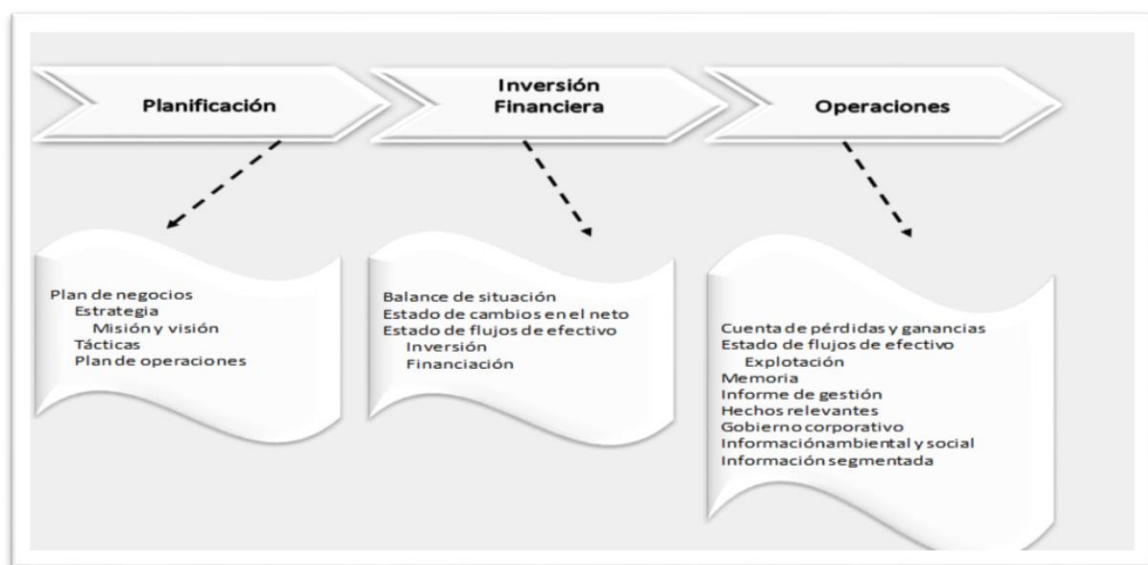 Planificación
Inversión
Financiera
Operaciones
Plan de negocios
Estrategia
Misión y visión
Tácticas
Plan de operaciones
Balance de situación
Estado de cambios en el neto
Estado de flujos de efectivo
Inversión
Financiación
Cuenta de pérdidas y ganancias
Estado de flujos de efectivo
Explotación
Memoria
Informe de gestión
Hechos relevantes
Gobierno corporativo
Informaciónambiental y social
Información segmentada